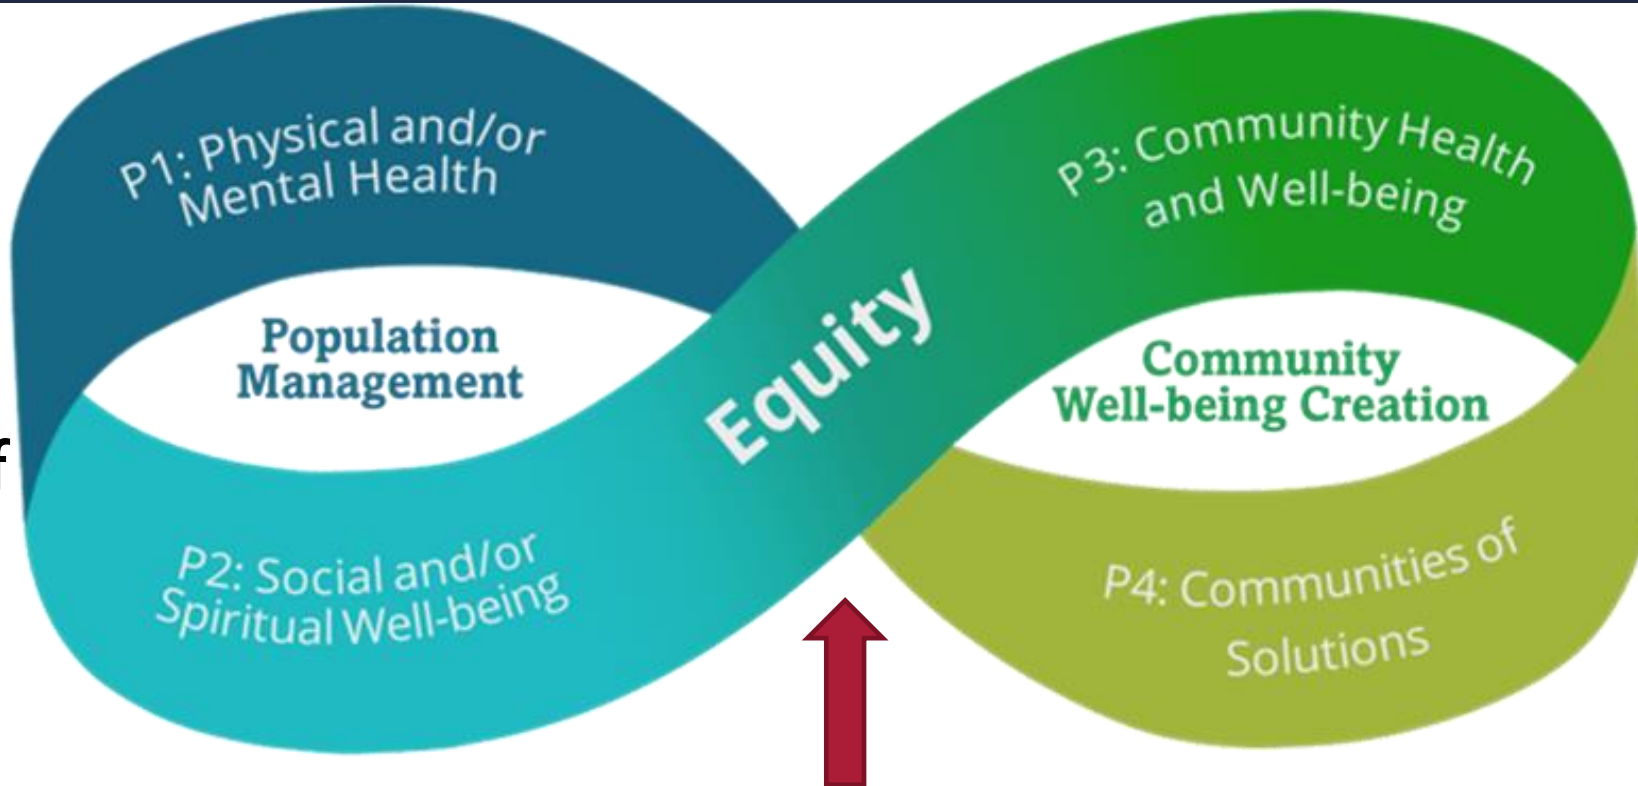 P1: Physical and/or
Mental Health
Population
Management
f
P2: Social and/or
Spiritual Well-being
Equity
P3: Community Health
and Well-being
Community
Well-being Creation
P4: Communities of
Solutions